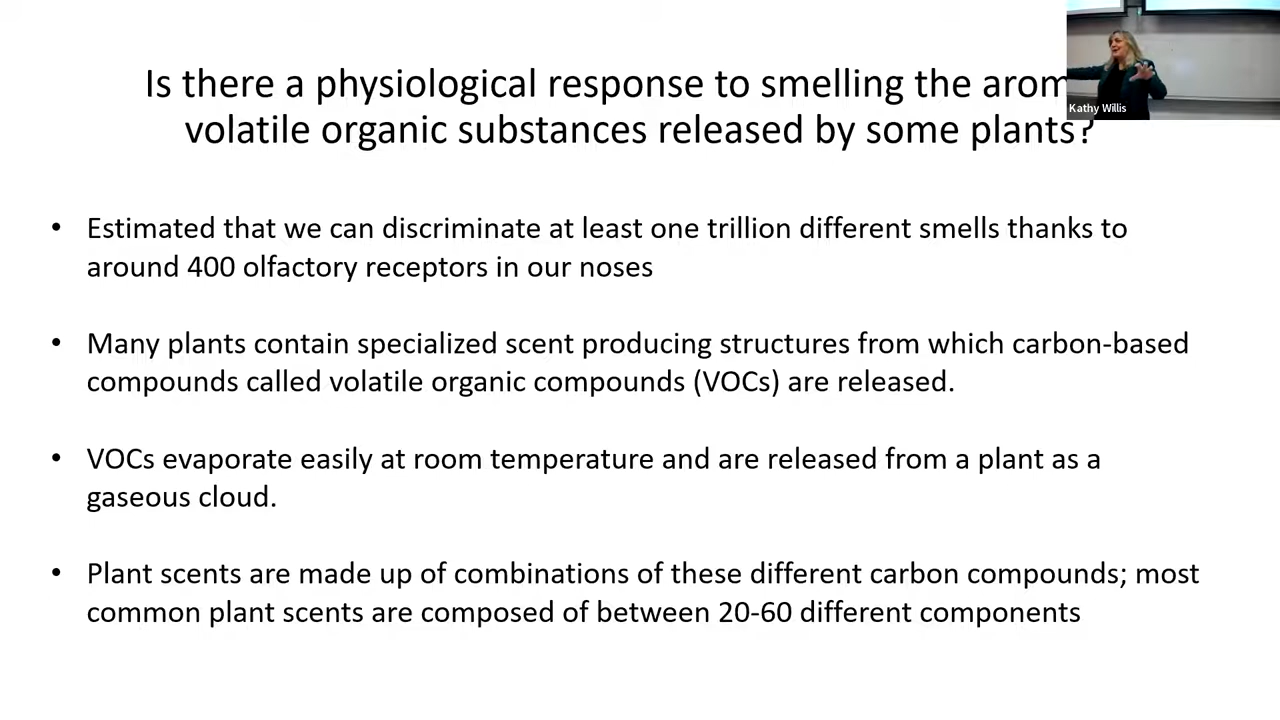 Is there a physiological response to smelling the
volatile organic substances released by some plants?
Kathy Willis
• Estimated that we can discriminate at least one trillion different smells thanks to
around 400 olfactory receptors in our noses
• Many plants contain specialized scent producing structures from which carbon-based
compounds called volatile organic compounds (VOCs) are released.
• VOCs evaporate easily at room temperature and are released from a plant as a
gaseous cloud.
• Plant scents are made up of combinations of these different carbon compounds; most
common plant scents are composed of between 20-60 different components